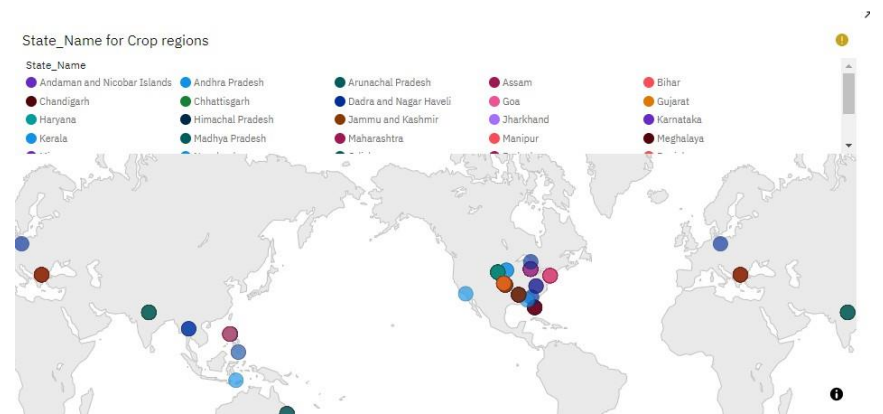 State_Name for Crop regions
State_Name
Andaman and Nicobar Islands Andhra Pradesh Arunachal Pradesh Assam Bihar
Chandigarh Chhattisgarh Dadra and Nagar Haveli Goa Gujarat
Haryana Himachal Pradesh Jammu and Kashmir Jharkhand Karnataka
Kerala Madhya Pradesh Maharashtra Manipur Meghalaya